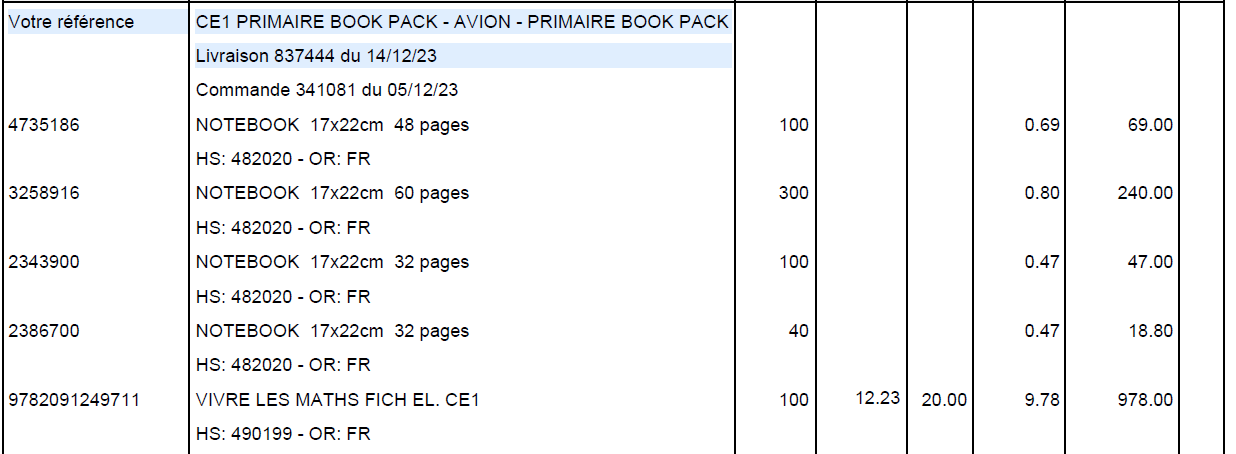 Votre référence CE1 PRIMAIRE BOOK PACK - AVION - PRIMAIRE BOOK PACK
Livraison 837444 du 14/12/23
Commande 341081 du 05/12/23
4735186 NOTEBOOK 17x22cm 48 pages 100 0.69 69.00
HS: 482020 - OR: FR
3258916 NOTEBOOK 17x22cm 60 pages 300 0.80 240.00
HS: 482020 - OR: FR
2343900 NOTEBOOK 17x22cm 32 pages 100 0.47 47.00
HS: 482020 - OR: FR
2386700 NOTEBOOK 17x22cm 32 pages 40 0.47 18.80
HS: 482020 - OR: FR
9782091249711 VIVRE LES MATHS FICH EL. CE1 100 12.23 20.00 9.78 978.00
HS: 490199 - OR: FR